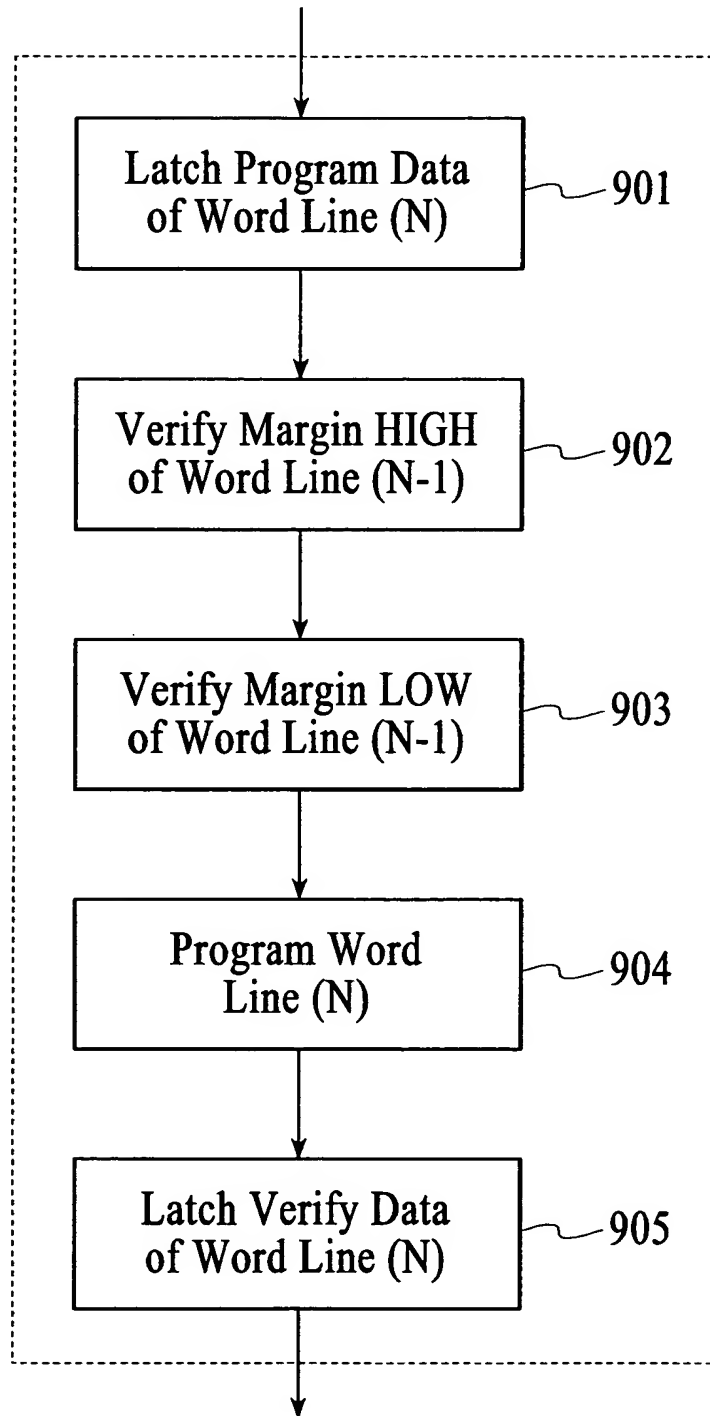 Latch Program Data
of Word Line (N)
901
Verify Margin HIGH
of Word Line (N-1)
902
Verify Margin LOW
of Word Line (N-1)
903
Program Word
Line (N)
904
Latch Verify Data
of Word Line (N)
905